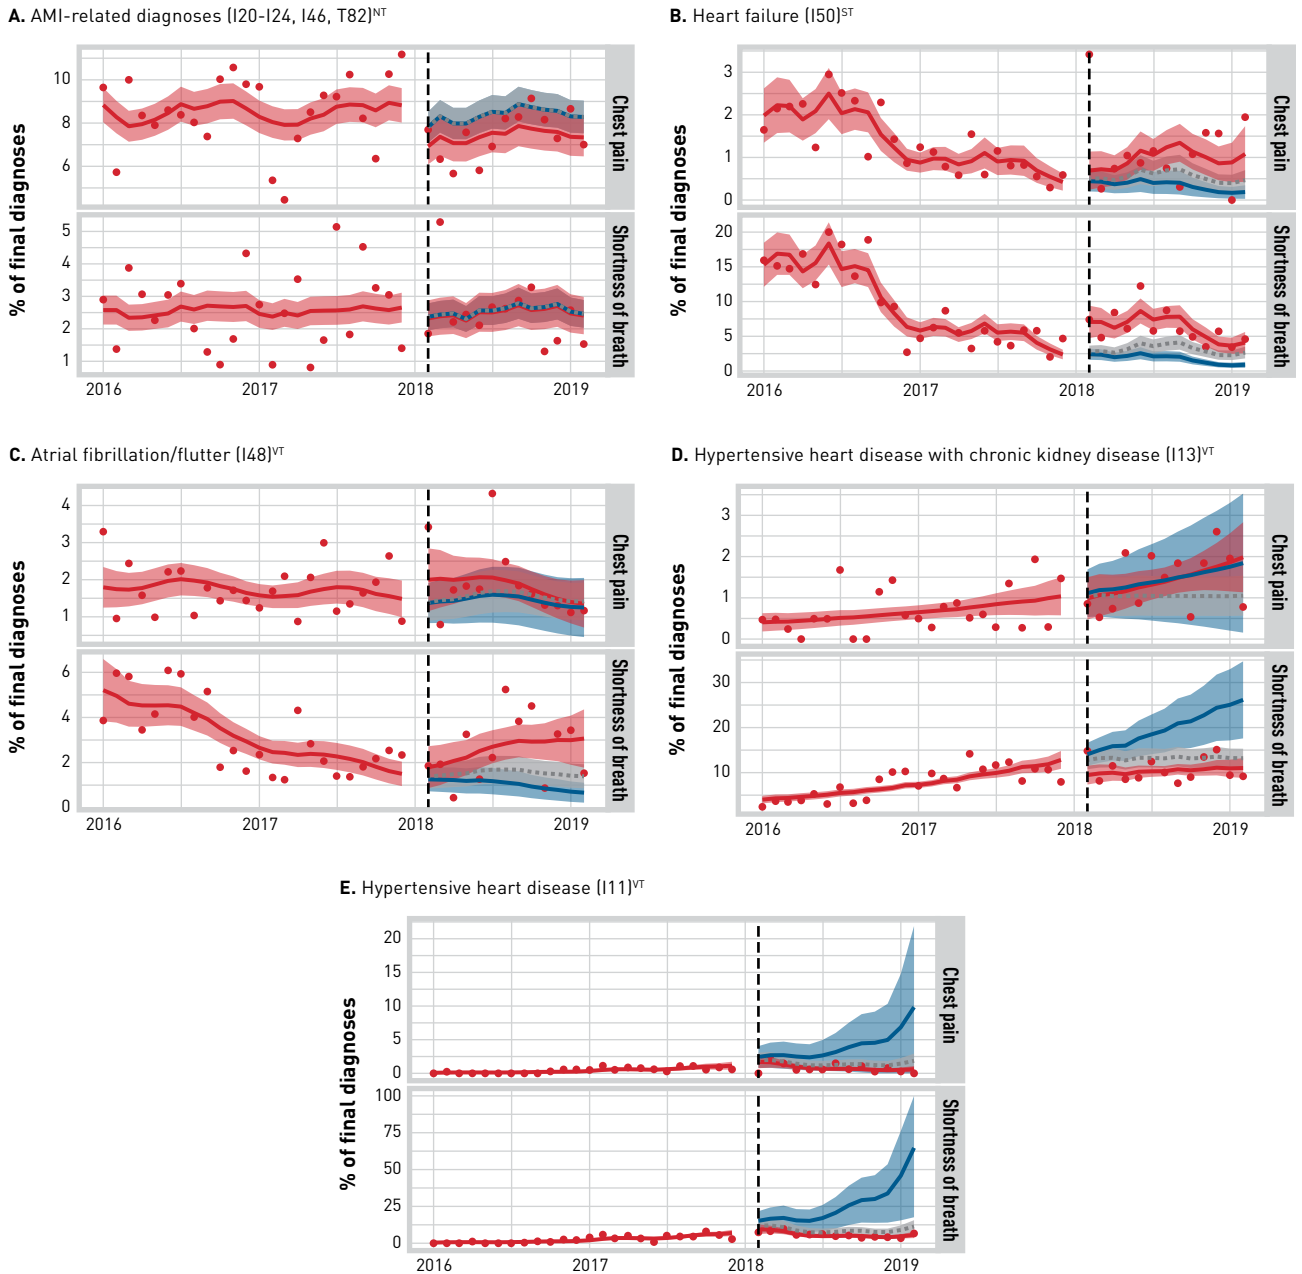 A. AMI-related diagnoses (I20-I24, I46, T82)NT
% of final diagnoses
10
8
6
Chest pain
% of final diagnoses
5
4
3
2
1
Shortness of breath
2016 2017 2018 2019
B. Heart failure (I50)ST
% of final diagnoses
3
2
1
0
Chest pain
20
15
10
5
0
Shortness of breath
2016 2017 2018 2019
C. Atrial fibrillation/flutter (I48)VT
% of final diagnoses
4
3
2
1
Chest pain
% of final diagnoses
6
4
2
0
Shortness of breath
2016 2017 2018 2019
D. Hypertensive heart disease with chronic kidney disease (I13)VT
% of final diagnoses
3
2
1
0
Chest pain
30
20
10
Shortness of breath
2016 2017 2018 2019
E. Hypertensive heart disease (I11)VT
% of final diagnoses
20
15
10
5
0
Chest pain
100
75
50
25
0
Shortness of breath
2016 2017 2018 2019